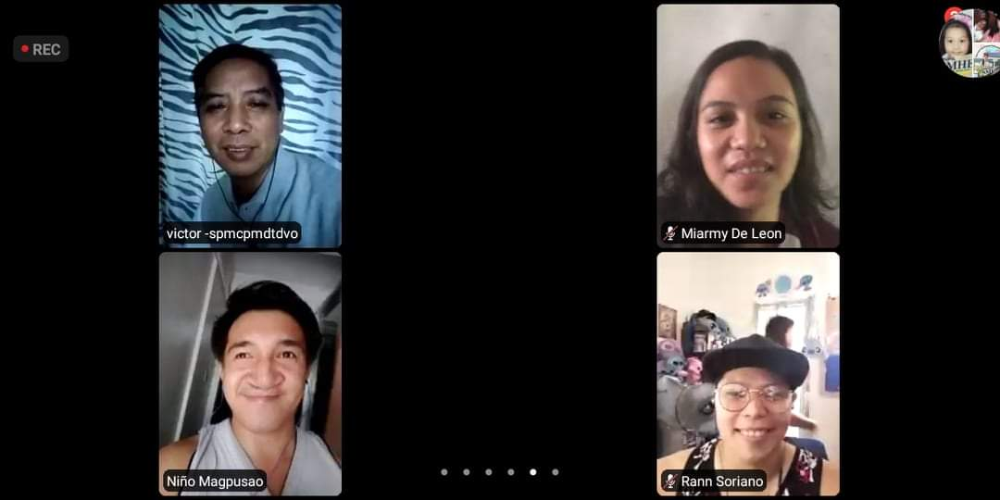 REC
victor -spmcpmdtdvo
Miarmy De Leon
Niño Magpusao
Rann Soriano